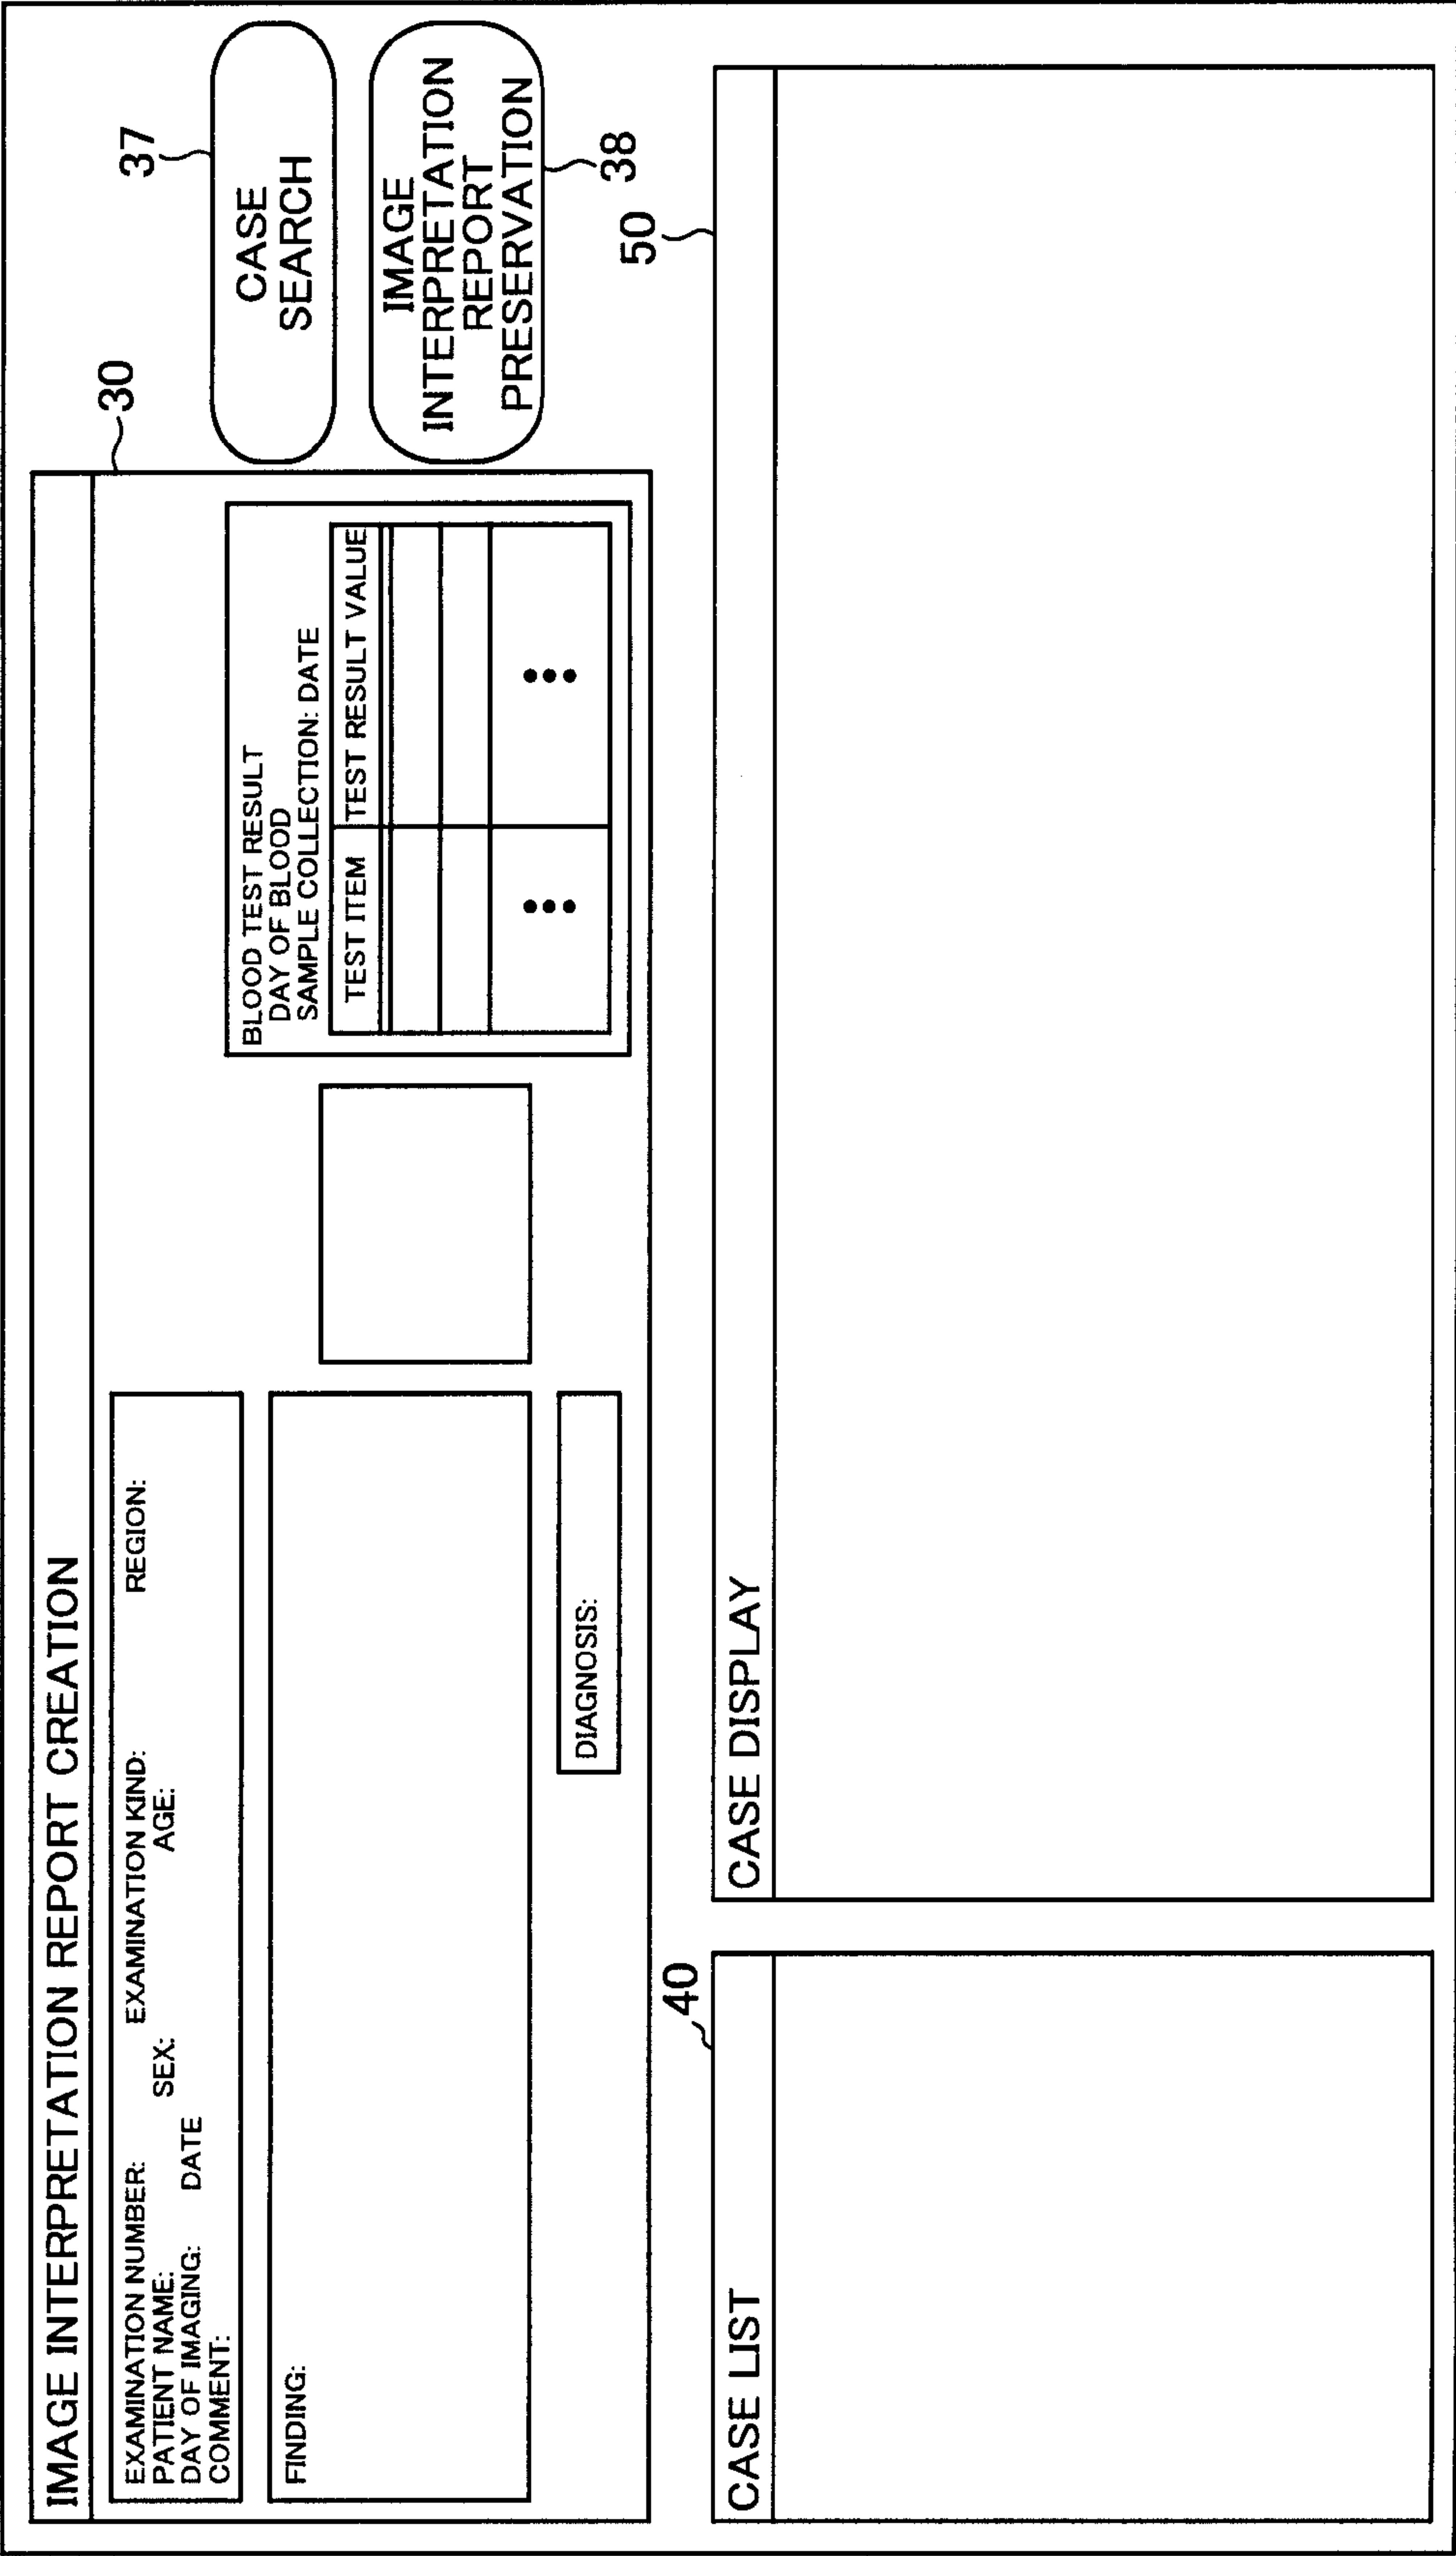 IMAGE INTERPRETATION REPORT CREATION
30
EXAMINATION NUMBER: EXAMINATION KIND: REGION:
PATIENT NAME: SEX: AGE:
DAY OF IMAGING: DATE
COMMENT:
FINDING:
DIAGNOSIS:
BLOOD TEST RESULT
DAY OF BLOOD
SAMPLE COLLECTION: DATE
TEST ITEM TEST RESULT VALUE
37
CASE
SEARCH
IMAGE
INTERPRETATION
REPORT
PRESERVATION
38
40
CASE LIST
50
CASE DISPLAY